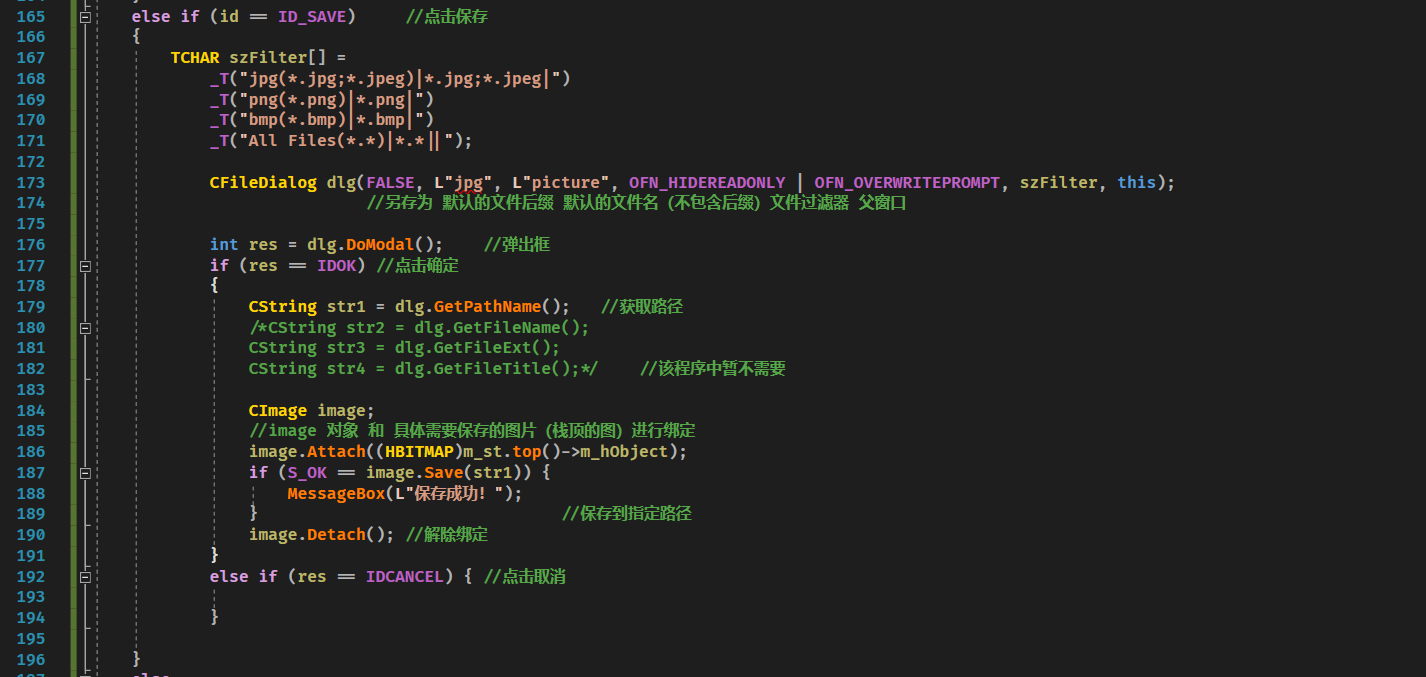 165 else if (id == ID_SAVE) //点击保存
166 {
167 TCHAR szFilter[] =
168 _T("jpg(*.jpg;*.jpeg)|*.jpg;*.jpeg|")
169 _T("png(*.png)|*.png|")
170 _T("bmp(*.bmp)|*.bmp|")
171 _T("All Files(*.*)|*.*||");
172
173 CFileDialog dlg(FALSE, L"jpg", L"picture", OFN_HIDEREADONLY | OFN_OVERWRITEPROMPT, szFilter, this);
174 //另存为 默认的文件后缀 默认的文件名（不包含后缀）文件过滤器 父窗口
175
176 int res = dlg.DoModal(); //弹出框
177 if (res == IDOK) //点击确定
178 {
179 CString str1 = dlg.GetPathName(); //获取路径
180 /*CString str2 = dlg.GetFileName();
181 CString str3 = dlg.GetFileExt();
182 CString str4 = dlg.GetFileTitle();*/ //该程序中暂不需要
183
184 CImage image;
185 //image 对象 和 具体需要保存的图片（栈顶的图）进行绑定
186 image.Attach((HBITMAP)m_st.top()->m_hObject);
187 if (S_OK == image.Save(str1)) {
188 MessageBox(L"保存成功！");
189 } //保存到指定路径
190 image.Detach(); //解除绑定
191 }
192 else if (res == IDCANCEL) { //点击取消
193
194 }
195
196 }